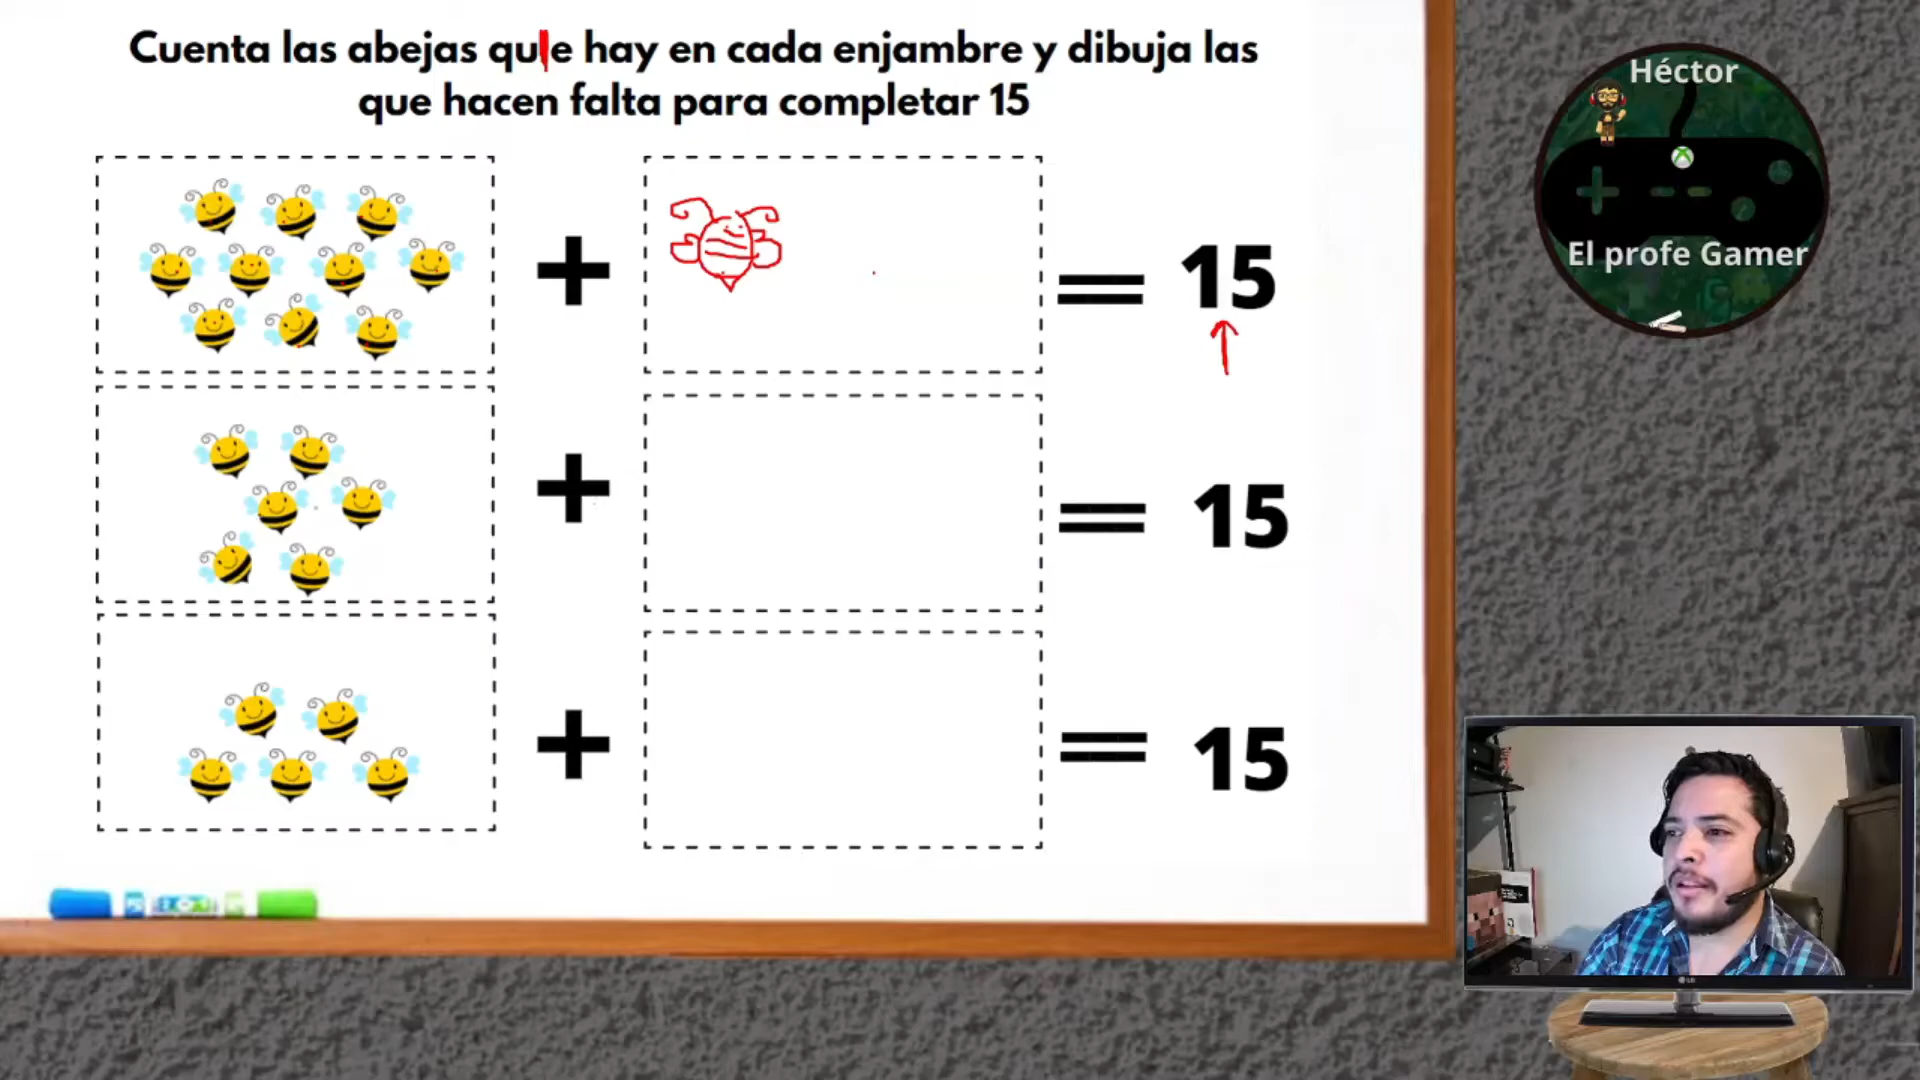 Cuenta las abejas que hay en cada enjambre y dibuja las
que hacen falta para completar 15
+ = 15
+ = 15
+ = 15
Héctor
El profe Gamer
LG